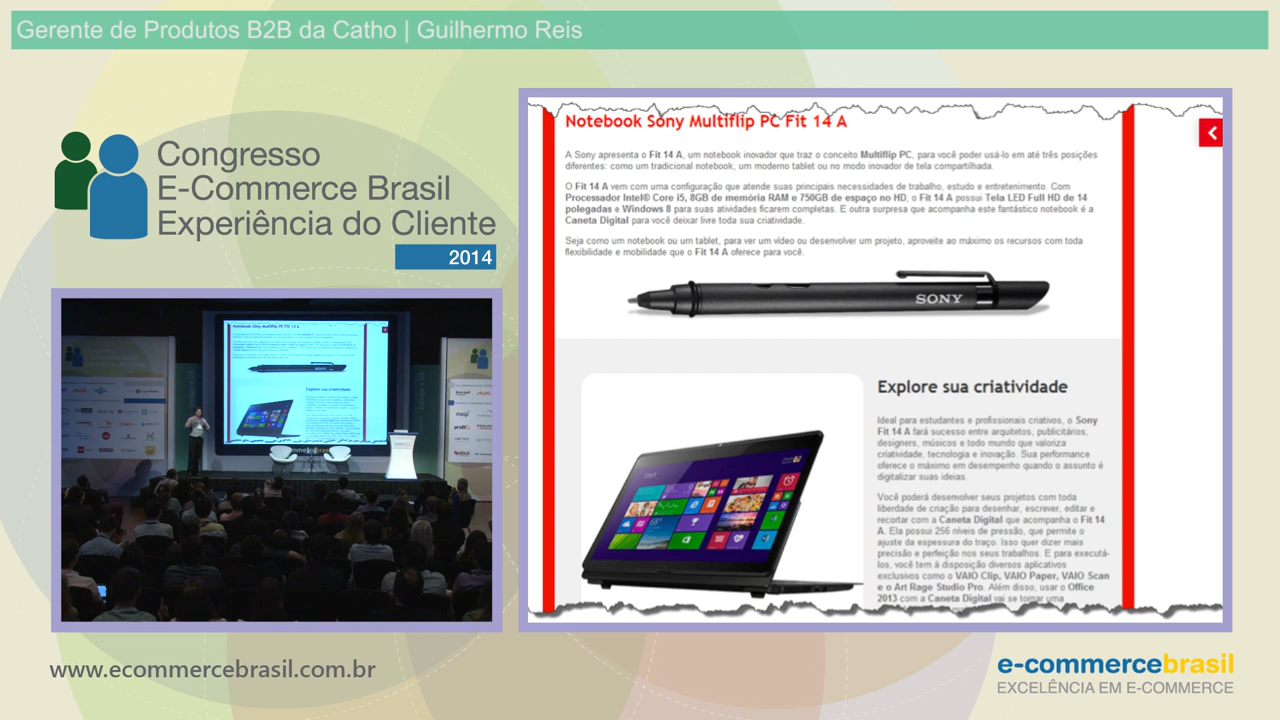 Gerente de Produtos B2B da Catho | Guilhermo Reis
Congresso
E-Commerce Brasil
Experiência do Cliente
2014
Notebook Sony Multiflip PC Fit 14 A
A Sony apresenta o Fit 14 A, um notebook inovador que traz o conceito Multiflip PC, para você poder usá-lo em até três posições
diferentes: como um tradicional notebook, um moderno tablet ou no modo inovador de tela compartilhada.
O Fit 14 A vem com uma configuração que atende suas principais necessidades de trabalho, estudo e entretenimento. Com
Processador Intel® Core i5, 8GB de memória RAM e 750GB de espaço no HD, o Fit 14 A possui Tela LED Full HD de 14
polegadas e Windows 8 para suas atividades ficarem completas. E outra surpresa que acompanha este fantástico notebook é a
Caneta Digital para você deixar livre toda sua criatividade.
Seja como um notebook ou um tablet, para ver um vídeo ou desenvolver um projeto, aproveite ao máximo os recursos com toda
flexibilidade e mobilidade que o Fit 14 A oferece para você.
SONY
Explore sua criatividade
Ideal para estudantes e profissionais criativos, o Sony
Fit 14 A fará sucesso entre arquitetos, publicitários,
designers, músicos e todo mundo que valoriza
criatividade, tecnologia e inovação. Sua performance
oferece o máximo em desempenho quando o assunto é
digitalizar suas ideias.
Você poderá desenvolver seus projetos com toda
liberdade de criação para desenhar, escrever, editar e
recortar com a Caneta Digital que acompanha o Fit 14
A. Ela possui 256 níveis de pressão, que permite o
ajuste da espessura do traço. Isso quer dizer mais
precisão e perfeição nos seus trabalhos. E para executá-
los, você tem à disposição diversos aplicativos
exclusivos como o VAIO Clip, VAIO Paper, VAIO Scan
e o Art Rage Studio Pro. Além disso, usar o Office
2013 com a Caneta Digital vai se tornar uma
Start
Notebook Sony Multiflip PC Fit 14 A
SONY
Explore sua criatividade
www.ecommercebrasil.com.br
e-commercebrasil
EXCELÊNCIA EM E-COMMERCE